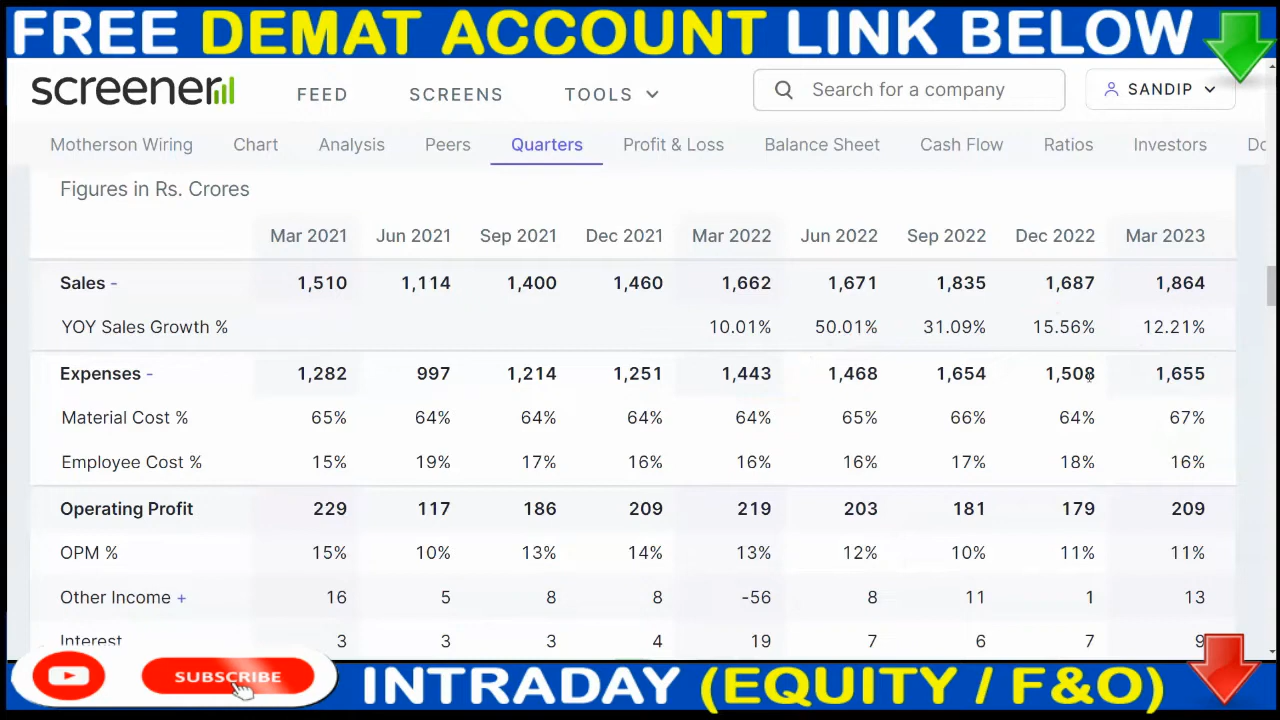 FREE DEMAT ACCOUNT LINK BELOW
screener FEED SCREENS TOOLS Search for a company SANDIP
Motherson Wiring Chart Analysis Peers Quarters Profit & Loss Balance Sheet Cash Flow Ratios Investors Do
Figures in Rs. Crores
Mar 2021 Jun 2021 Sep 2021 Dec 2021 Mar 2022 Jun 2022 Sep 2022 Dec 2022 Mar 2023
Sales - 1,510 1,114 1,400 1,460 1,662 1,671 1,835 1,687 1,864
YOY Sales Growth % 10.01% 50.01% 31.09% 15.56% 12.21%
Expenses - 1,282 997 1,214 1,251 1,443 1,468 1,654 1,508 1,655
Material Cost % 65% 64% 64% 64% 64% 65% 66% 64% 67%
Employee Cost % 15% 19% 17% 16% 16% 16% 17% 18% 16%
Operating Profit 229 117 186 209 219 203 181 179 209
OPM % 15% 10% 13% 14% 13% 12% 10% 11% 11%
Other Income + 16 5 8 8 -56 8 11 1 13
Interest 3 3 3 4 19 7 6 7 9
SUBSCRIBE INTRADAY (EQUITY / F&O)